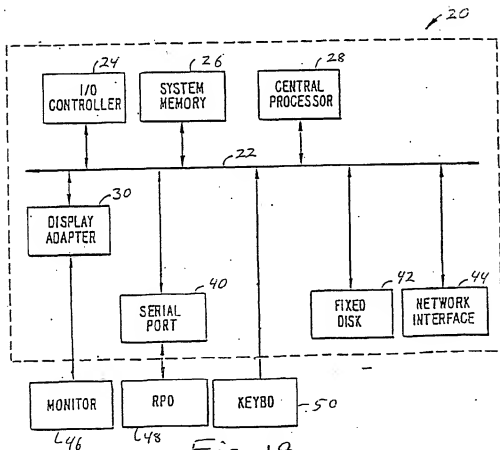 20
24
I/O
CONTROLLER
26
SYSTEM
MEMORY
28
CENTRAL
PROCESSOR
22
30
DISPLAY
ADAPTER
40
SERIAL
PORT
42
FIXED
DISK
44
NETWORK
INTERFACE
MONITOR
46
RPD
48
KEYBD
50
Fig.